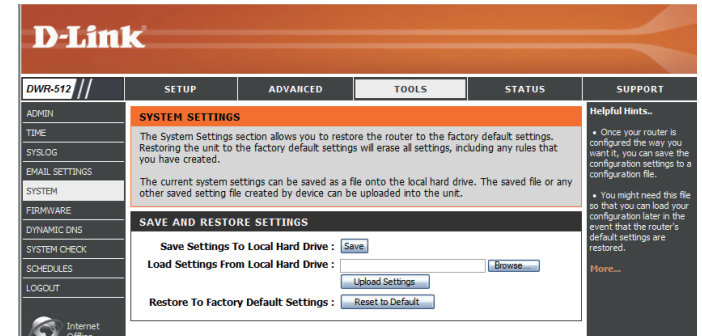 D-Link
DWR-512
SETUP
ADVANCED
TOOLS
STATUS
SUPPORT
ADMIN
TIME
SYSLOG
EMAIL SETTINGS
SYSTEM
FIRMWARE
DYNAMIC DNS
SYSTEM CHECK
SCHEDULES
LOGOUT
Internet
Offline
SYSTEM SETTINGS
The System Settings section allows you to restore the router to the factory default settings.
Restoring the unit to the factory default settings will erase all settings, including any rules that
you have created.
The current system settings can be saved as a file onto the local hard drive. The saved file or any
other saved setting file created by device can be uploaded into the unit.
SAVE AND RESTORE SETTINGS
Save Settings To Local Hard Drive : Save
Load Settings From Local Hard Drive : Browse...
Upload Settings
Restore To Factory Default Settings : Reset to Default
Helpful Hints..
• Once your router is
configured the way you
want it, you can save the
configuration settings to a
configuration file.
• You might need this file
so that you can load your
configuration later in the
event that the router's
default settings are
restored.
More...